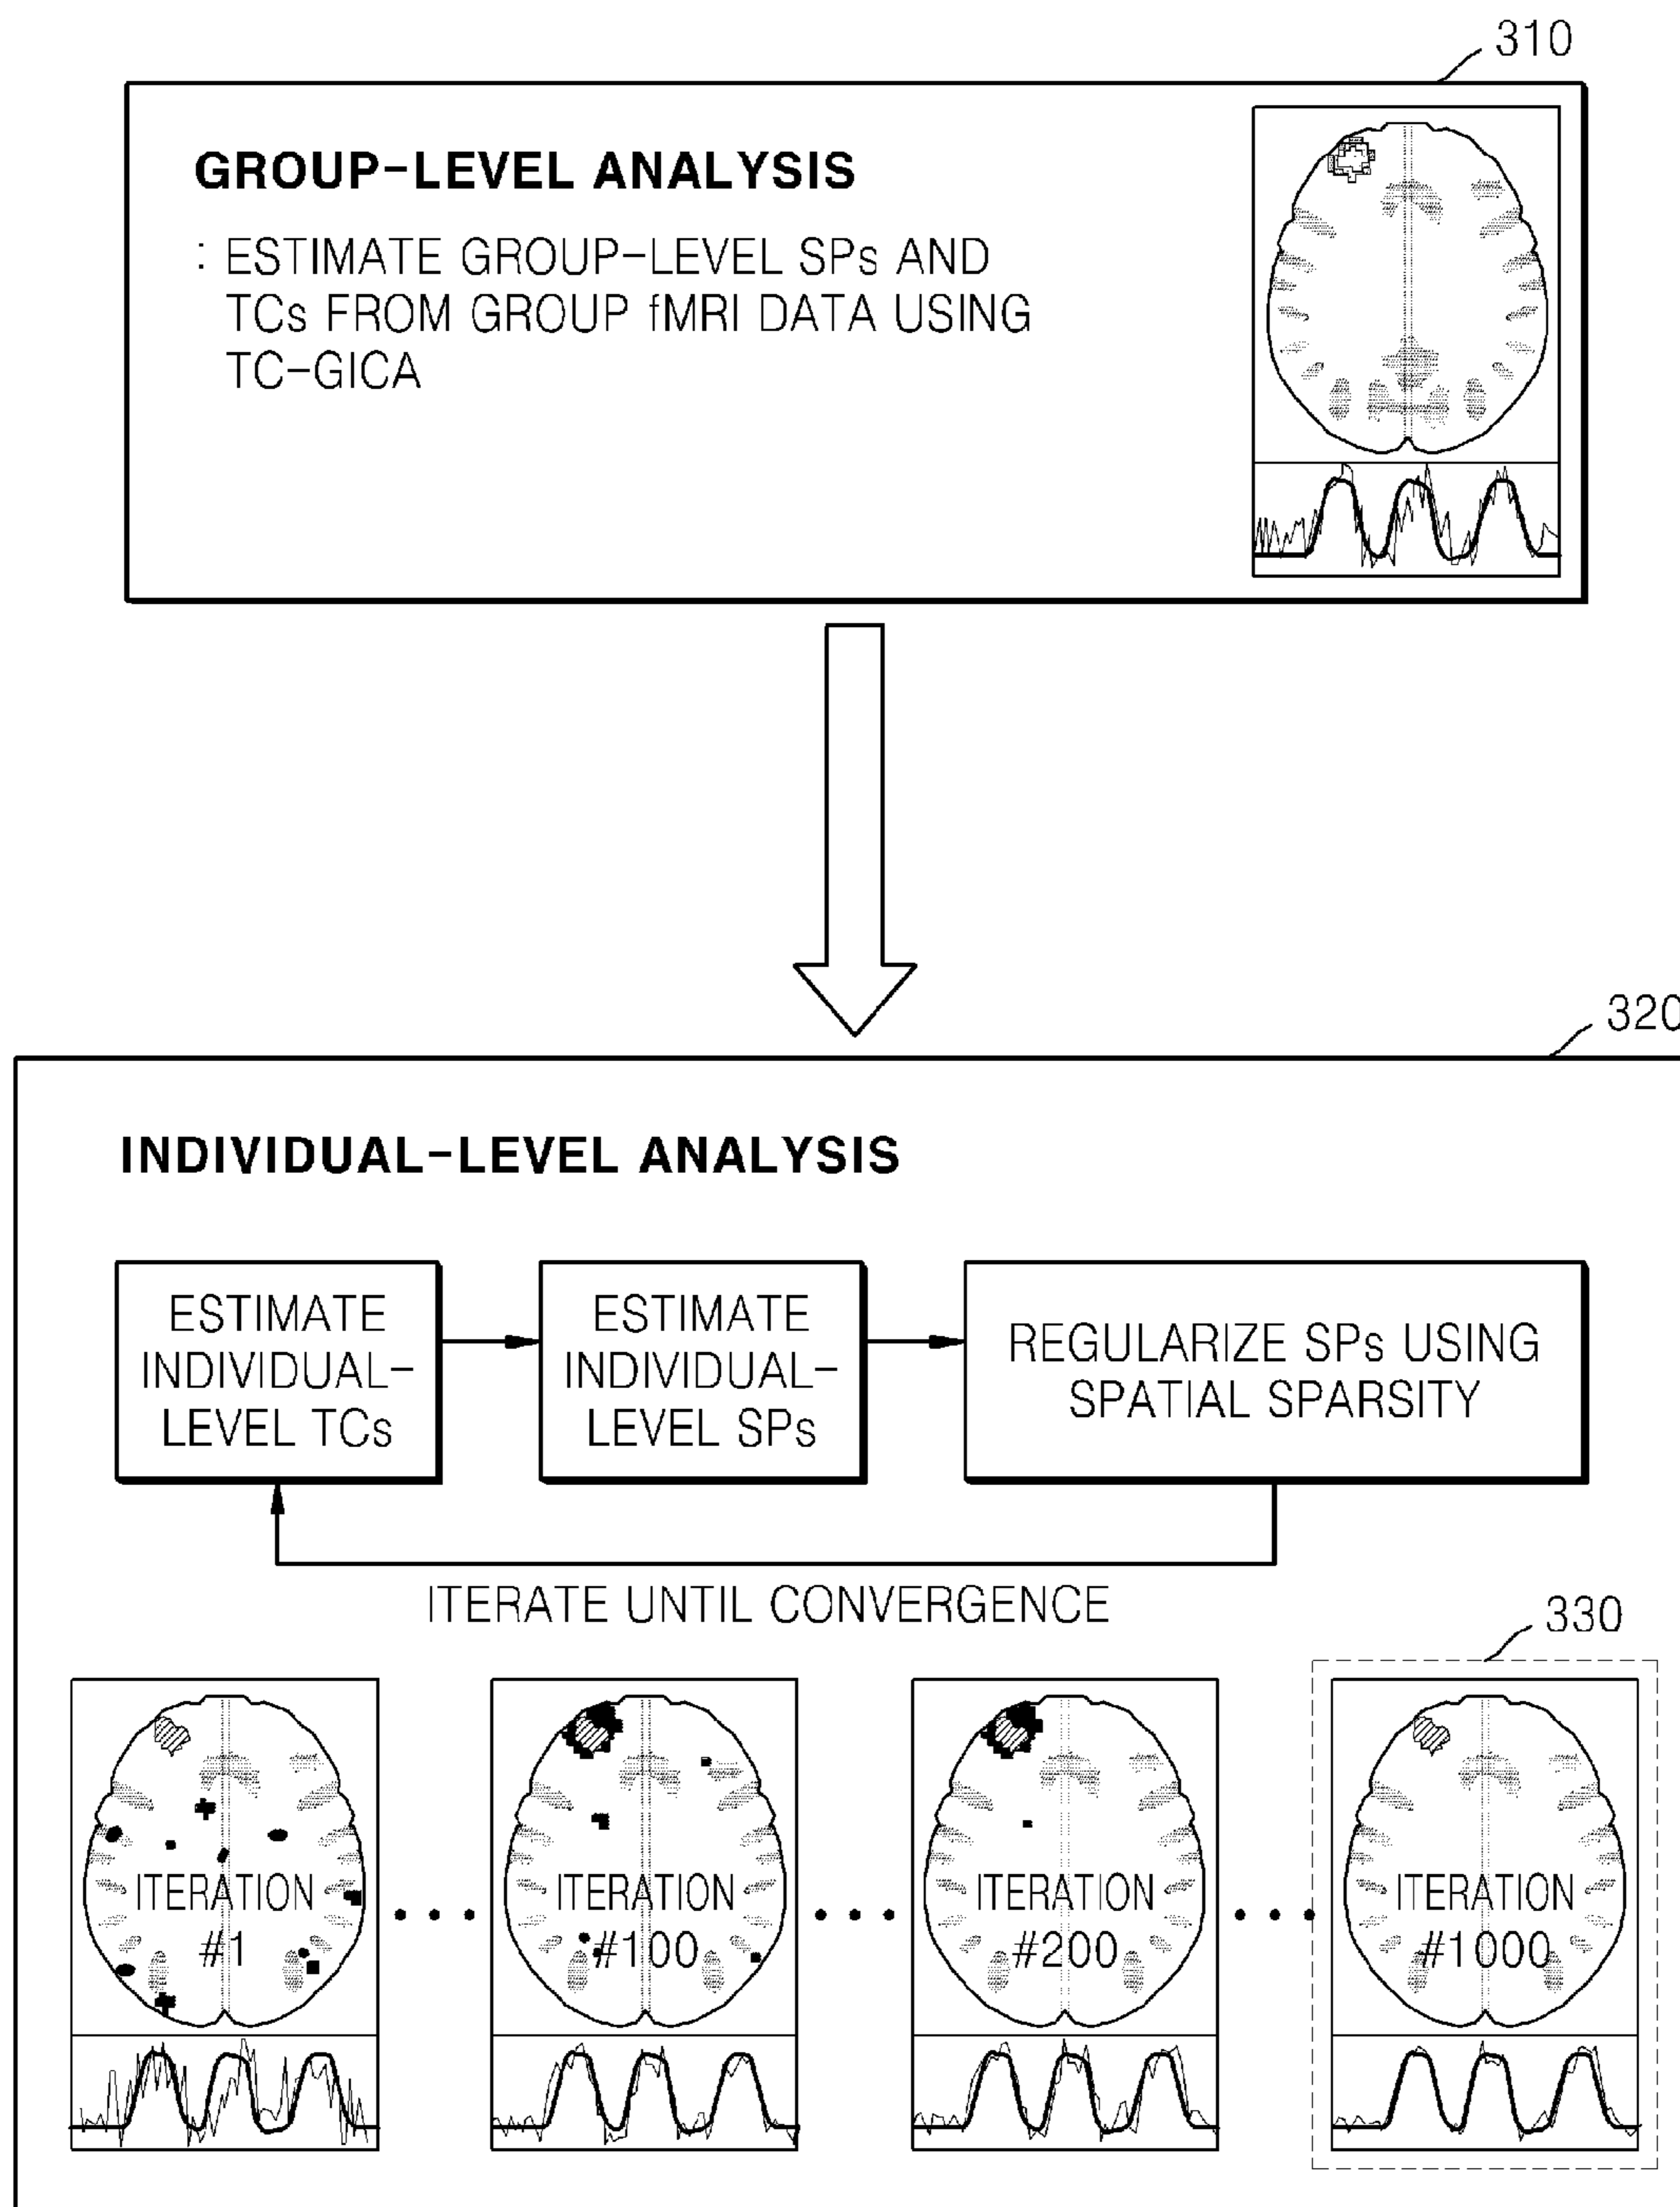 310
GROUP-LEVEL ANALYSIS
: ESTIMATE GROUP-LEVEL SPs AND
TCs FROM GROUP fMRI DATA USING
TC-GICA
320
INDIVIDUAL-LEVEL ANALYSIS
ESTIMATE
INDIVIDUAL-
LEVEL TCs
ESTIMATE
INDIVIDUAL-
LEVEL SPs
REGULARIZE SPs USING
SPATIAL SPARSITY
ITERATE UNTIL CONVERGENCE
330
ITERATION
#1
ITERATION
#100
ITERATION
#200
ITERATION
#1000